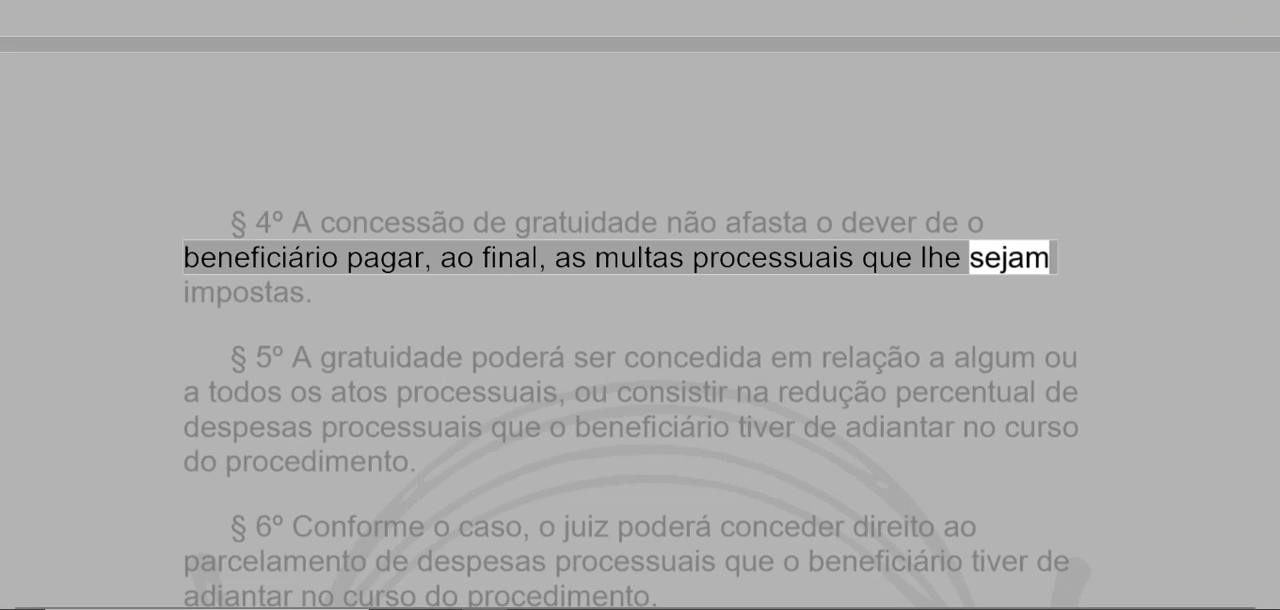 § 4º A concessão de gratuidade não afasta o dever de o
beneficiário pagar, ao final, as multas processuais que lhe sejam
impostas.
§ 5º A gratuidade poderá ser concedida em relação a algum ou
a todos os atos processuais, ou consistir na redução percentual de
despesas processuais que o beneficiário tiver de adiantar no curso
do procedimento.
§ 6º Conforme o caso, o juiz poderá conceder direito ao
parcelamento de despesas processuais que o beneficiário tiver de
adiantar no curso do procedimento.